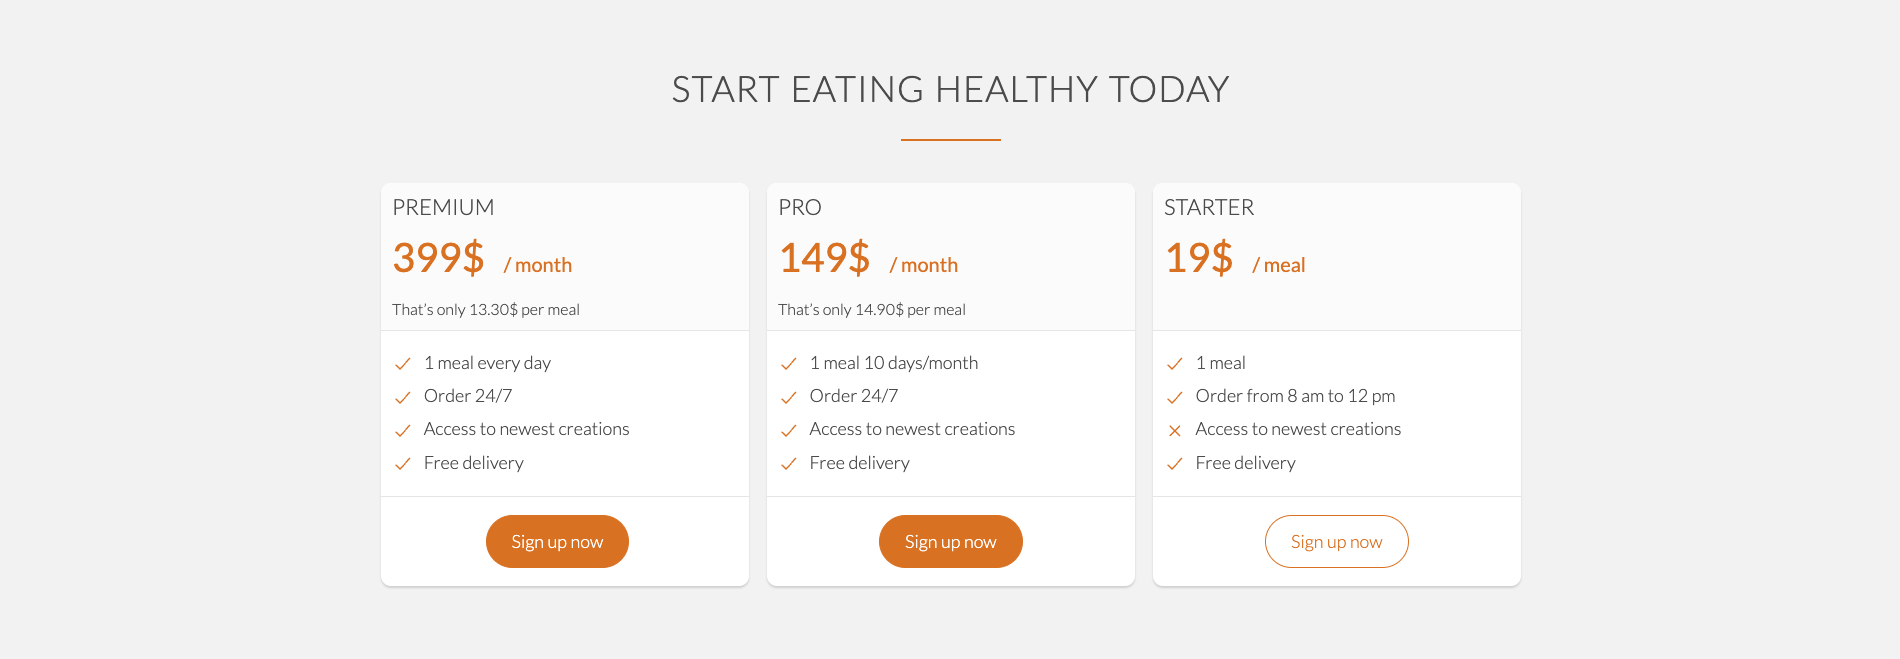 START EATING HEALTHY TODAY
PREMIUM
399$ / month
That’s only 13.30$ per meal
1 meal every day
Order 24/7
Access to newest creations
Free delivery
Sign up now
PRO
149$ / month
That’s only 14.90$ per meal
1 meal 10 days/month
Order 24/7
Access to newest creations
Free delivery
Sign up now
STARTER
19$ / meal
1 meal
Order from 8 am to 12 pm
Access to newest creations
Free delivery
Sign up now